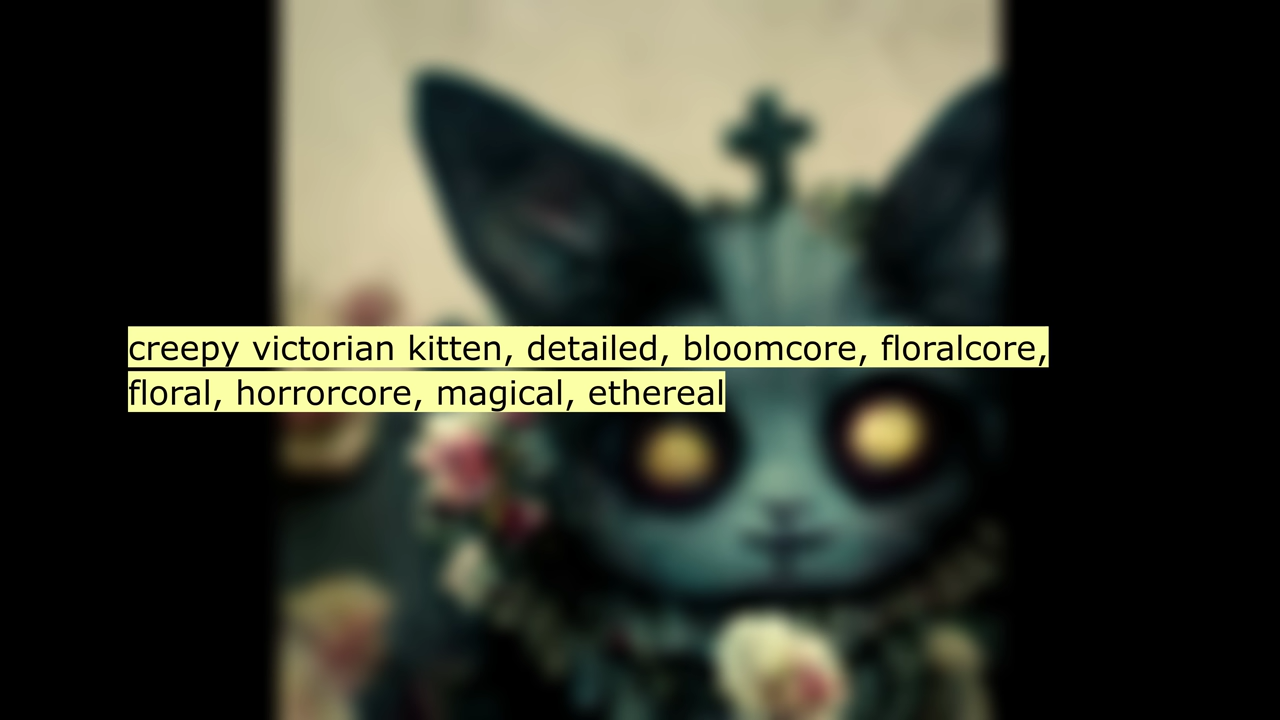 creepy victorian kitten, detailed, bloomcore, floralcore,
floral, horrorcore, magical, ethereal